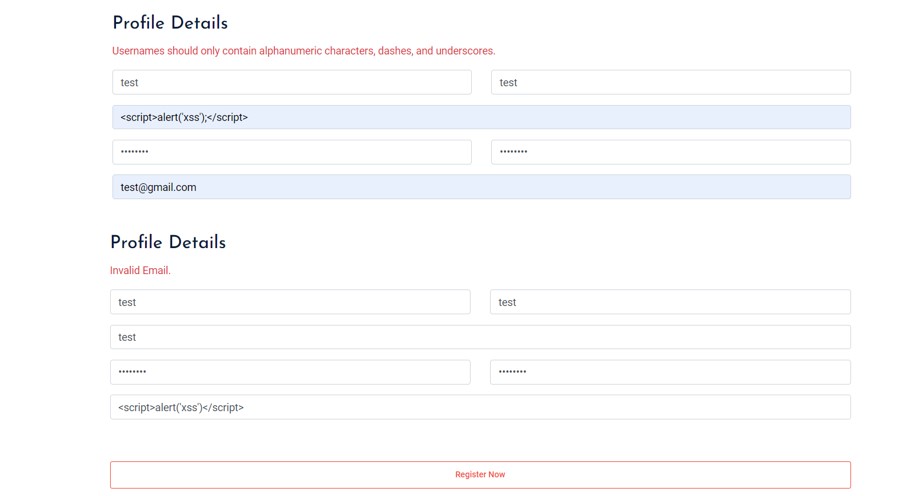 Profile Details
Usernames should only contain alphanumeric characters, dashes, and underscores.
test test
<script>alert('xss');</script>
•••••••• ••••••••
test@gmail.com
Profile Details
Invalid Email.
test test
test
•••••••• ••••••••
<script>alert('xss')</script>
Register Now